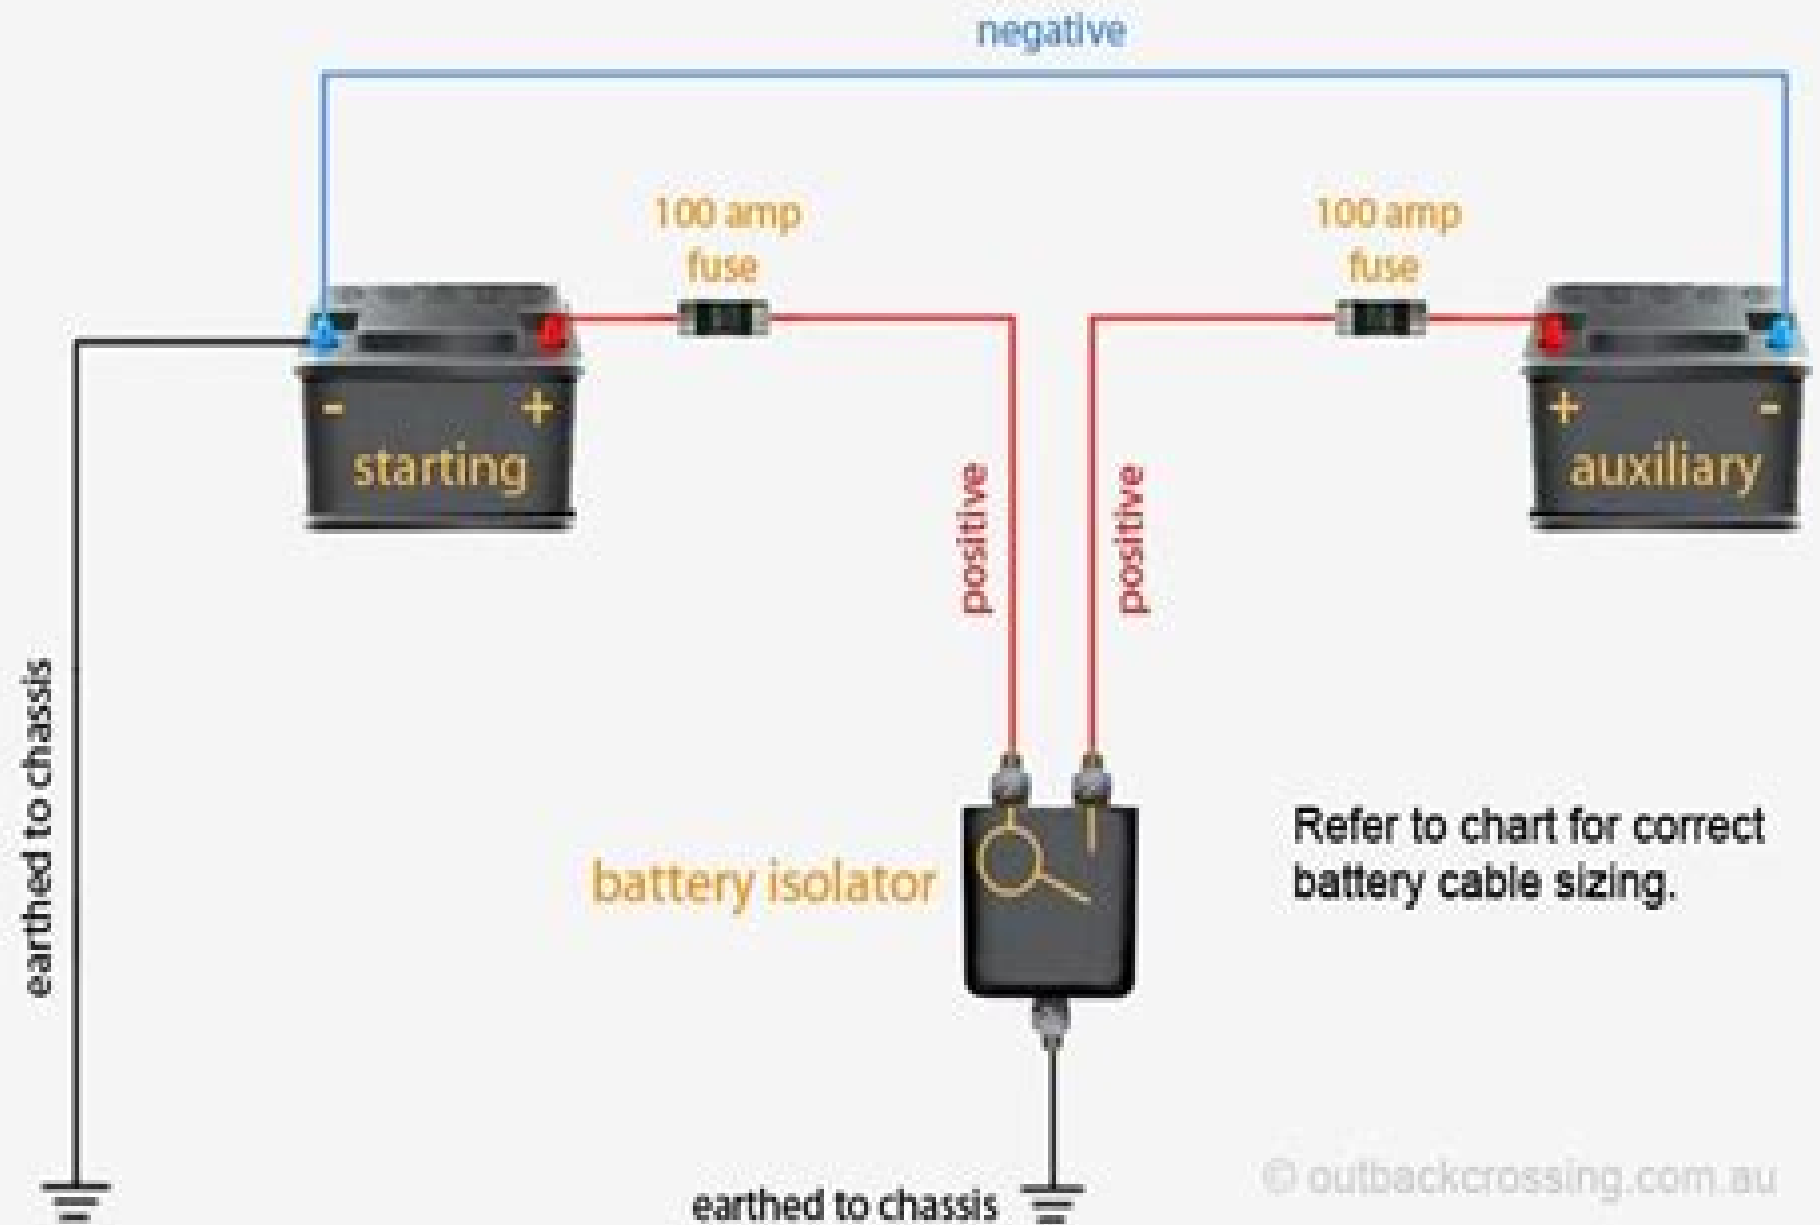 negative
100 amp
fuse
100 amp
fuse
- +
starting
+ -
auxiliary
positive
positive
earthed to chassis
battery isolator
Refer to chart for correct
battery cable sizing.
earthed to chassis
© outbackcrossing.com.au